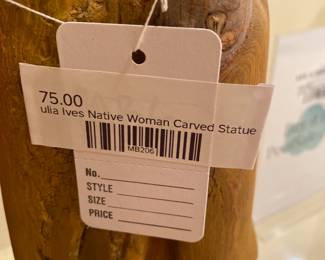 75.00
ulia Ives Native Woman Carved Statue
MB206
No.
STYLE
SIZE
PRICE